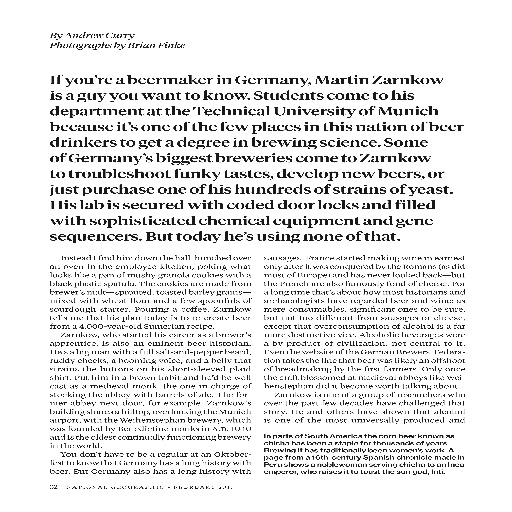 By Andrew Curry
Photographs by Brian Finke
If you're a beermaker in Germany, Martin Zarnkow
is a guy you want to know. Students come to his
department at the Technical University of Munich
because it's one of the few places in this nation of beer
drinkers to get a degree in brewing science. Some
of Germany's biggest breweries come to Zarnkow
to troubleshoot funky tastes, develop new beers, or
just purchase one of his hundreds of strains of yeast.
His lab is secured with coded door locks and filled
with sophisticated chemical equipment and gene
sequencers. But today he's using none of that.
Instead I find him down the hall, hunched over
an oven in the employee kitchen, poking what
looks like a pan of mushy granola cookies with a
black plastic spatula. The cookies are made from
brewer's malt—sprouted, toasted barley grains—
mixed with wheat flour and a few spoonfuls of
sourdough starter. Pouring a coffee, Zarnkow
tells me that his plan today is to re-create beer
from a 4,000-year-old Sumerian recipe.
Zarnkow, who started his career as a brewer's
apprentice, is also an eminent beer historian.
He's a big man with a full salt-and-pepper beard,
ruddy cheeks, a booming voice, and a belly that
strains the buttons on his short-sleeved plaid
shirt. Put him in a brown habit and he'd be well
cast as a medieval monk, the one in charge of
stocking the abbey with barrels of ale. The for-
mer abbey next door, for example: Zarnkow's
building shares a hilltop, overlooking the Munich
airport, with the Weihenstephan brewery, which
was founded by Benedictine monks in A.D. 1040
and is the oldest continually functioning brewery
in the world.
You don't have to be a regular at an Oktober-
fest to know that Germany has a long history with
beer. But Germany also has a long history with
sausages. France started making wine in earnest
only after it was conquered by the Romans (as did
most of Europe) and has never looked back—but
the French are also famously fond of cheese. For
a long time that's about how most historians and
archaeologists have regarded beer and wine: as
mere consumables, significant ones to be sure,
but not too different from sausages or cheese,
except that overconsumption of alcohol is a far
more destructive vice. Alcoholic beverages were
a by-product of civilization, not central to it.
Even the website of the German Brewers' Federa-
tion takes the line that beer was likely an offshoot
of breadmaking by the first farmers. Only once
the craft blossomed at medieval abbeys like Wei-
henstephan did it become worth talking about.
Zarnkow is one of a group of researchers who
over the past few decades have challenged that
story. He and others have shown that alcohol
is one of the most universally produced and
In parts of South America the corn beer known as
chicha has been a staple for thousands of years.
Brewing it has traditionally been women's work. A
page from a 16th-century Spanish chronicle made in
Peru shows a noblewoman serving chicha to an Inca
emperor, who raises it to toast the sun god, Inti.
32 NATIONAL GEOGRAPHIC • FEBRUARY 2017